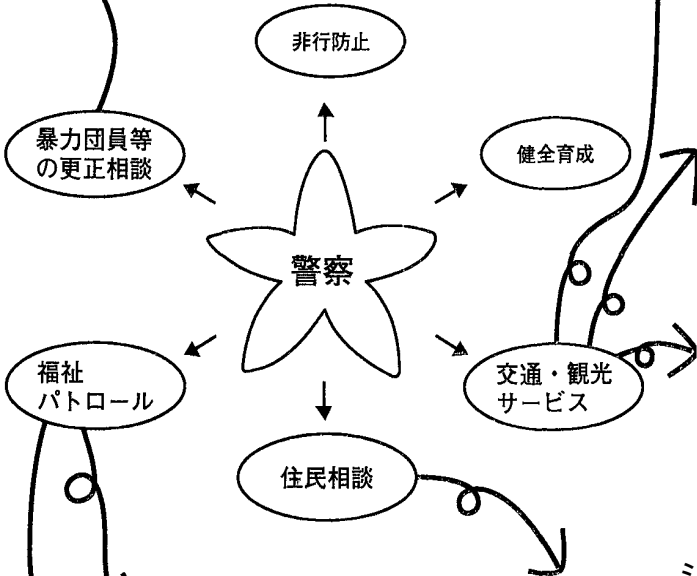 非行防止
暴力団員等
の更正相談
健全育成
警察
福祉
パトロール
交通・観光
サービス
住民相談